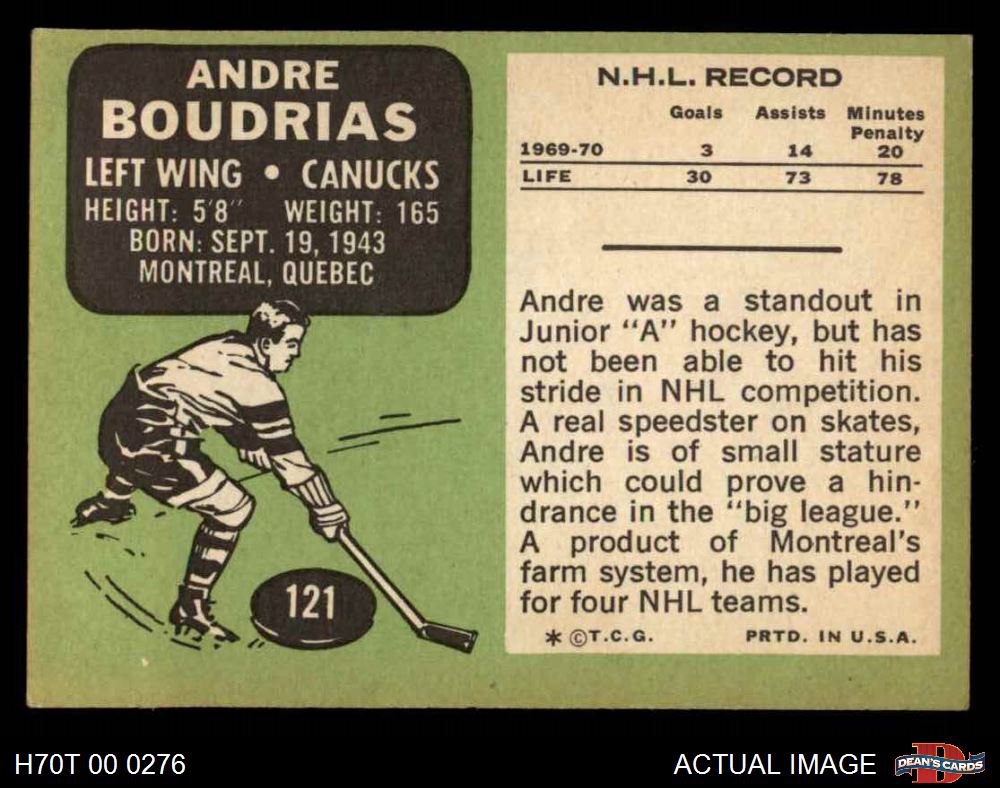 ANDRE
BOUDRIAS
LEFT WING • CANUCKS
HEIGHT: 5'8" WEIGHT: 165
BORN: SEPT. 19, 1943
MONTREAL, QUEBEC
121
N.H.L. RECORD
Goals Assists Minutes Penalty
1969-70 3 14 20
LIFE 30 73 78
Andre was a standout in
Junior "A" hockey, but has
not been able to hit his
stride in NHL competition.
A real speedster on skates,
Andre is of small stature
which could prove a hin-
drance in the "big league."
A product of Montreal's
farm system, he has played
for four NHL teams.
* ©T.C.G. PRTD. IN U.S.A.
H70T 00 0276
ACTUAL IMAGE
D
DEAN'S CARDS